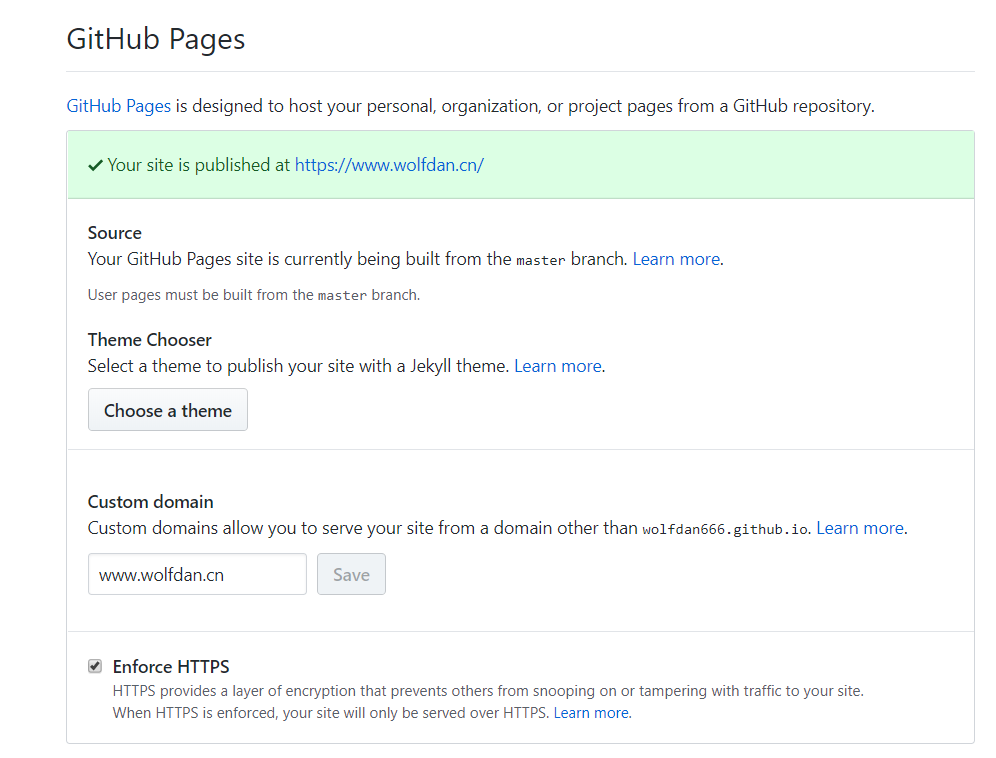 GitHub Pages
GitHub Pages is designed to host your personal, organization, or project pages from a GitHub repository.
Your site is published at https://www.wolfdan.cn/
Source
Your GitHub Pages site is currently being built from the master branch. Learn more.
User pages must be built from the master branch.
Theme Chooser
Select a theme to publish your site with a Jekyll theme. Learn more.
Choose a theme
Custom domain
Custom domains allow you to serve your site from a domain other than wolfdan666.github.io. Learn more.
www.wolfdan.cn Save
Enforce HTTPS
HTTPS provides a layer of encryption that prevents others from snooping on or tampering with traffic to your site.
When HTTPS is enforced, your site will only be served over HTTPS. Learn more.